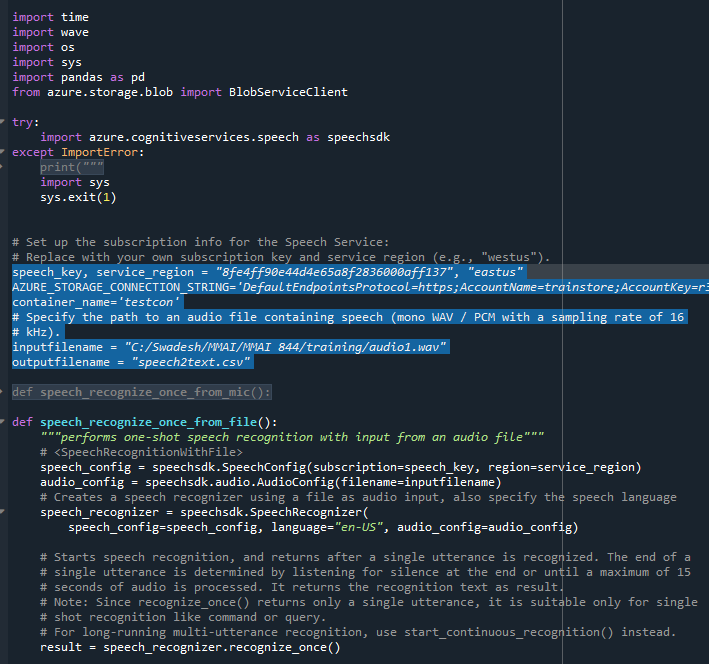 import time
import wave
import os
import sys
import pandas as pd
from azure.storage.blob import BlobServiceClient
try:
import azure.cognitiveservices.speech as speechsdk
except ImportError:
print("""
import sys
sys.exit(1)
# Set up the subscription info for the Speech Service:
# Replace with your own subscription key and service region (e.g., "westus").
speech_key, service_region = "8fe4ff90e44d4e65a8f2836000aff137", "eastus"
AZURE_STORAGE_CONNECTION_STRING='DefaultEndpointsProtocol=https;AccountName=trainstore;AccountKey=r3
container_name='testcon'
# Specify the path to an audio file containing speech (mono WAV / PCM with a sampling rate of 16
# kHz).
inputfilename = "C:/Swadesh/MMAI/MMAI 844/training/audio1.wav"
outputfilename = "speech2text.csv"
def speech_recognize_once_from_mic():
def speech_recognize_once_from_file():
"""performs one-shot speech recognition with input from an audio file"""
# <SpeechRecognitionWithFile>
speech_config = speechsdk.SpeechConfig(subscription=speech_key, region=service_region)
audio_config = speechsdk.audio.AudioConfig(filename=inputfilename)
# Creates a speech recognizer using a file as audio input, also specify the speech language
speech_recognizer = speechsdk.SpeechRecognizer(
speech_config=speech_config, language="en-US", audio_config=audio_config)
# Starts speech recognition, and returns after a single utterance is recognized. The end of a
# single utterance is determined by listening for silence at the end or until a maximum of 15
# seconds of audio is processed. It returns the recognition text as result.
# Note: Since recognize_once() returns only a single utterance, it is suitable only for single
# shot recognition like command or query.
# For long-running multi-utterance recognition, use start_continuous_recognition() instead.
result = speech_recognizer.recognize_once()